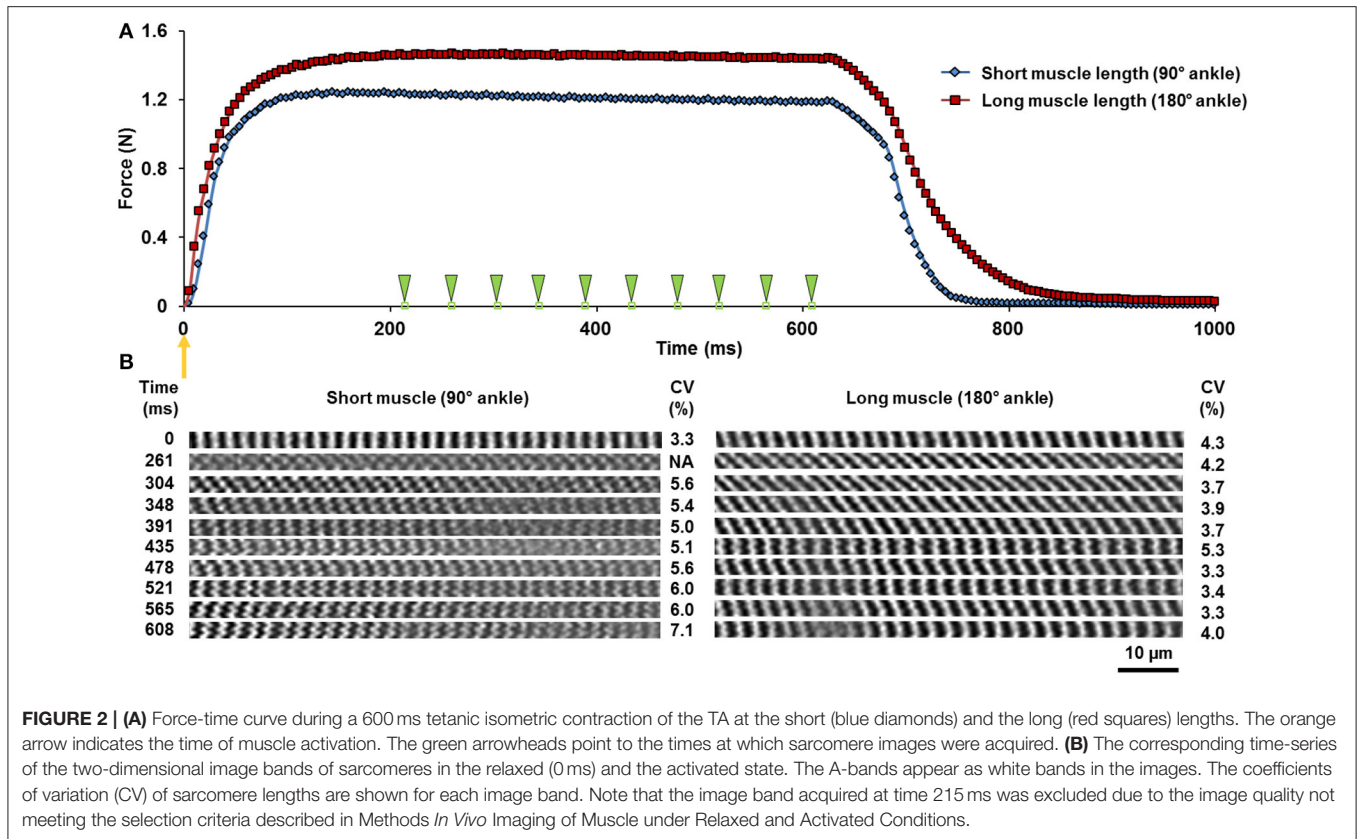 A
1.6
1.2
0.8
0.4
0
Force (N)
Short muscle length (90° ankle)
Long muscle length (180° ankle)
0 200 400 600 800 1000
Time (ms)
B
Time (ms) Short muscle (90° ankle) CV (%) Long muscle (180° ankle) CV (%)
0 3.3 4.3
261 NA 4.2
304 5.6 3.7
348 5.4 3.9
391 5.0 3.7
435 5.1 5.3
478 5.6 3.3
521 6.0 3.4
565 6.0 3.3
608 7.1 4.0
10 μm
FIGURE 2 | (A) Force-time curve during a 600 ms tetanic isometric contraction of the TA at the short (blue diamonds) and the long (red squares) lengths. The orange
arrow indicates the time of muscle activation. The green arrowheads point to the times at which sarcomere images were acquired. (B) The corresponding time-series
of the two-dimensional image bands of sarcomeres in the relaxed (0 ms) and the activated state. The A-bands appear as white bands in the images. The coefficients
of variation (CV) of sarcomere lengths are shown for each image band. Note that the image band acquired at time 215 ms was excluded due to the image quality not
meeting the selection criteria described in Methods In Vivo Imaging of Muscle under Relaxed and Activated Conditions.